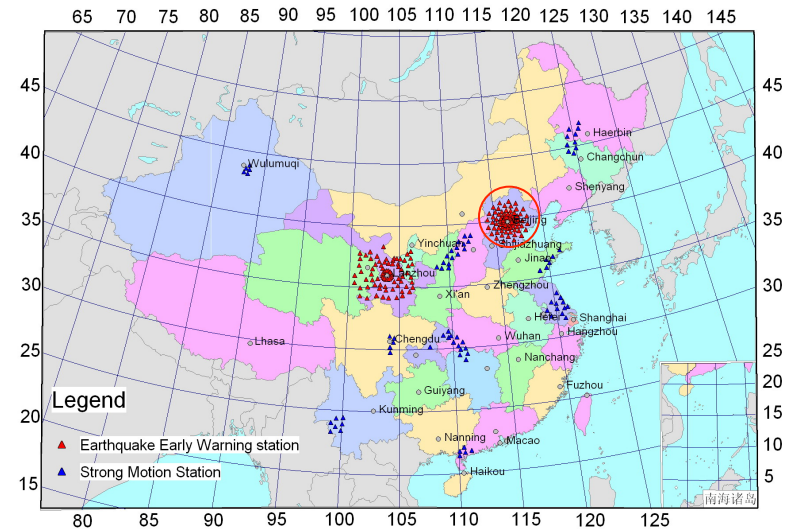 65 70 75 80 85 90 95 100 105 110 115 120 125 130 135 140 145
45 45
40 40
35 35
30 30
25 25
20 20
15 15
10
5
80 85 90 95 100 105 110 115 120 125
Haerbin
Changchun
Wulumuqi
Shenyang
Beijing
Yinchuan
Shijiazhuang
Jinan
Lanzhou
Zhengzhou
Xi'an
Hefei
Shanghai
Hangzhou
Lhasa
Chengdu
Wuhan
Nanchang
Guiyang
Fuzhou
Kunming
Nanning
Macao
Haikou
Legend
Earthquake Early Warning station
Strong Motion Station
南海诸岛